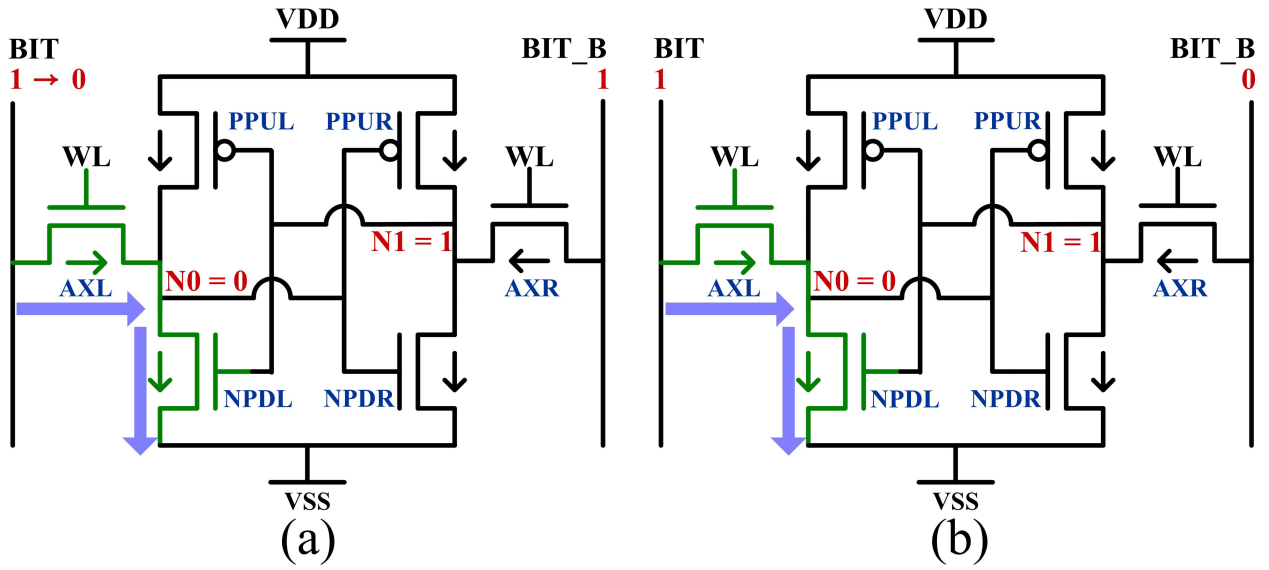 VDD
BIT
1 → 0
BIT_B
1
PPUL
PPUR
WL
WL
N1 = 1
N0 = 0
AXL
AXR
NPDL
NPDR
VSS
(a)
VDD
BIT
1
BIT_B
0
PPUL
PPUR
WL
WL
N1 = 1
N0 = 0
AXL
AXR
NPDL
NPDR
VSS
(b)